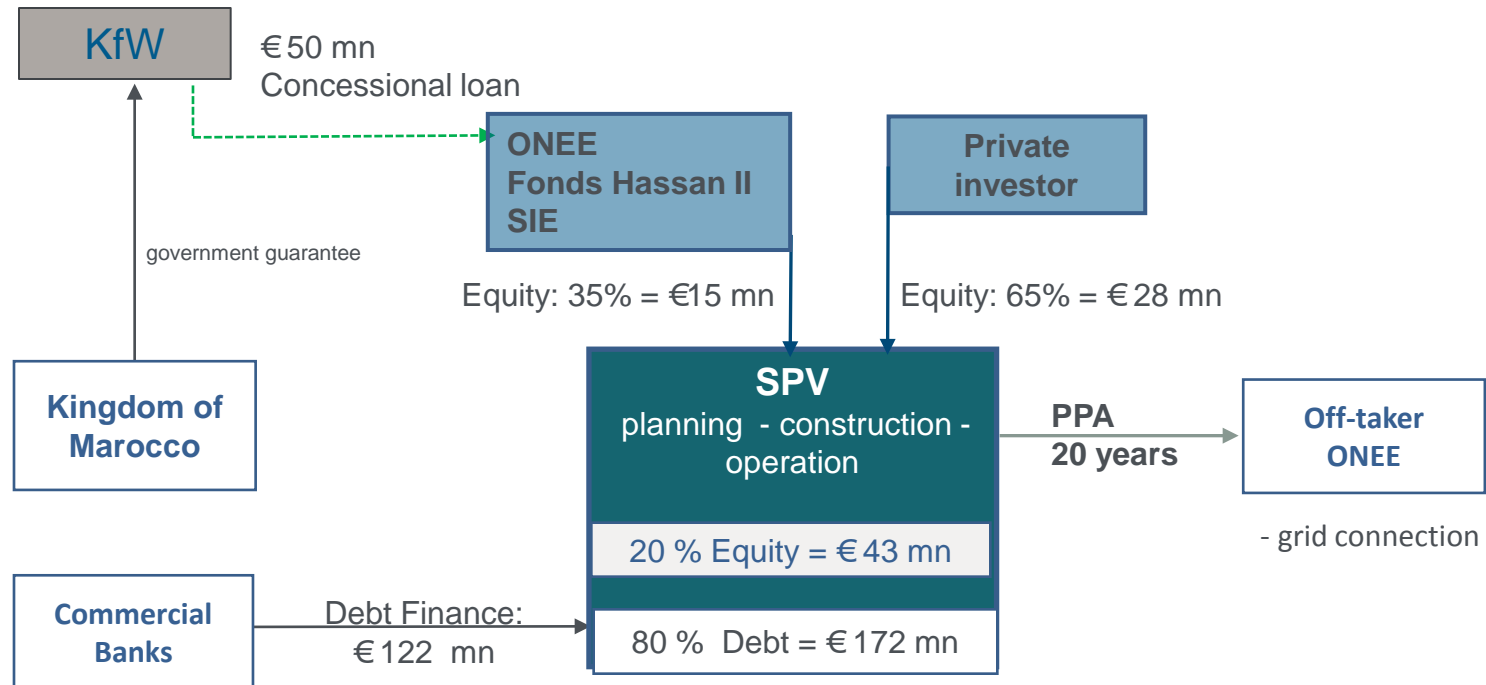 KfW
€50 mn
Concessional loan
ONEE
Fonds Hassan II
SIE
Private
investor
government guarantee
Equity: 35% = €15 mn
Equity: 65% = €28 mn
Kingdom of
Marocco
SPV
planning - construction -
operation
PPA
20 years
Off-taker
ONEE
20 % Equity = €43 mn
- grid connection
Commercial
Banks
Debt Finance:
€122 mn
80 % Debt = €172 mn